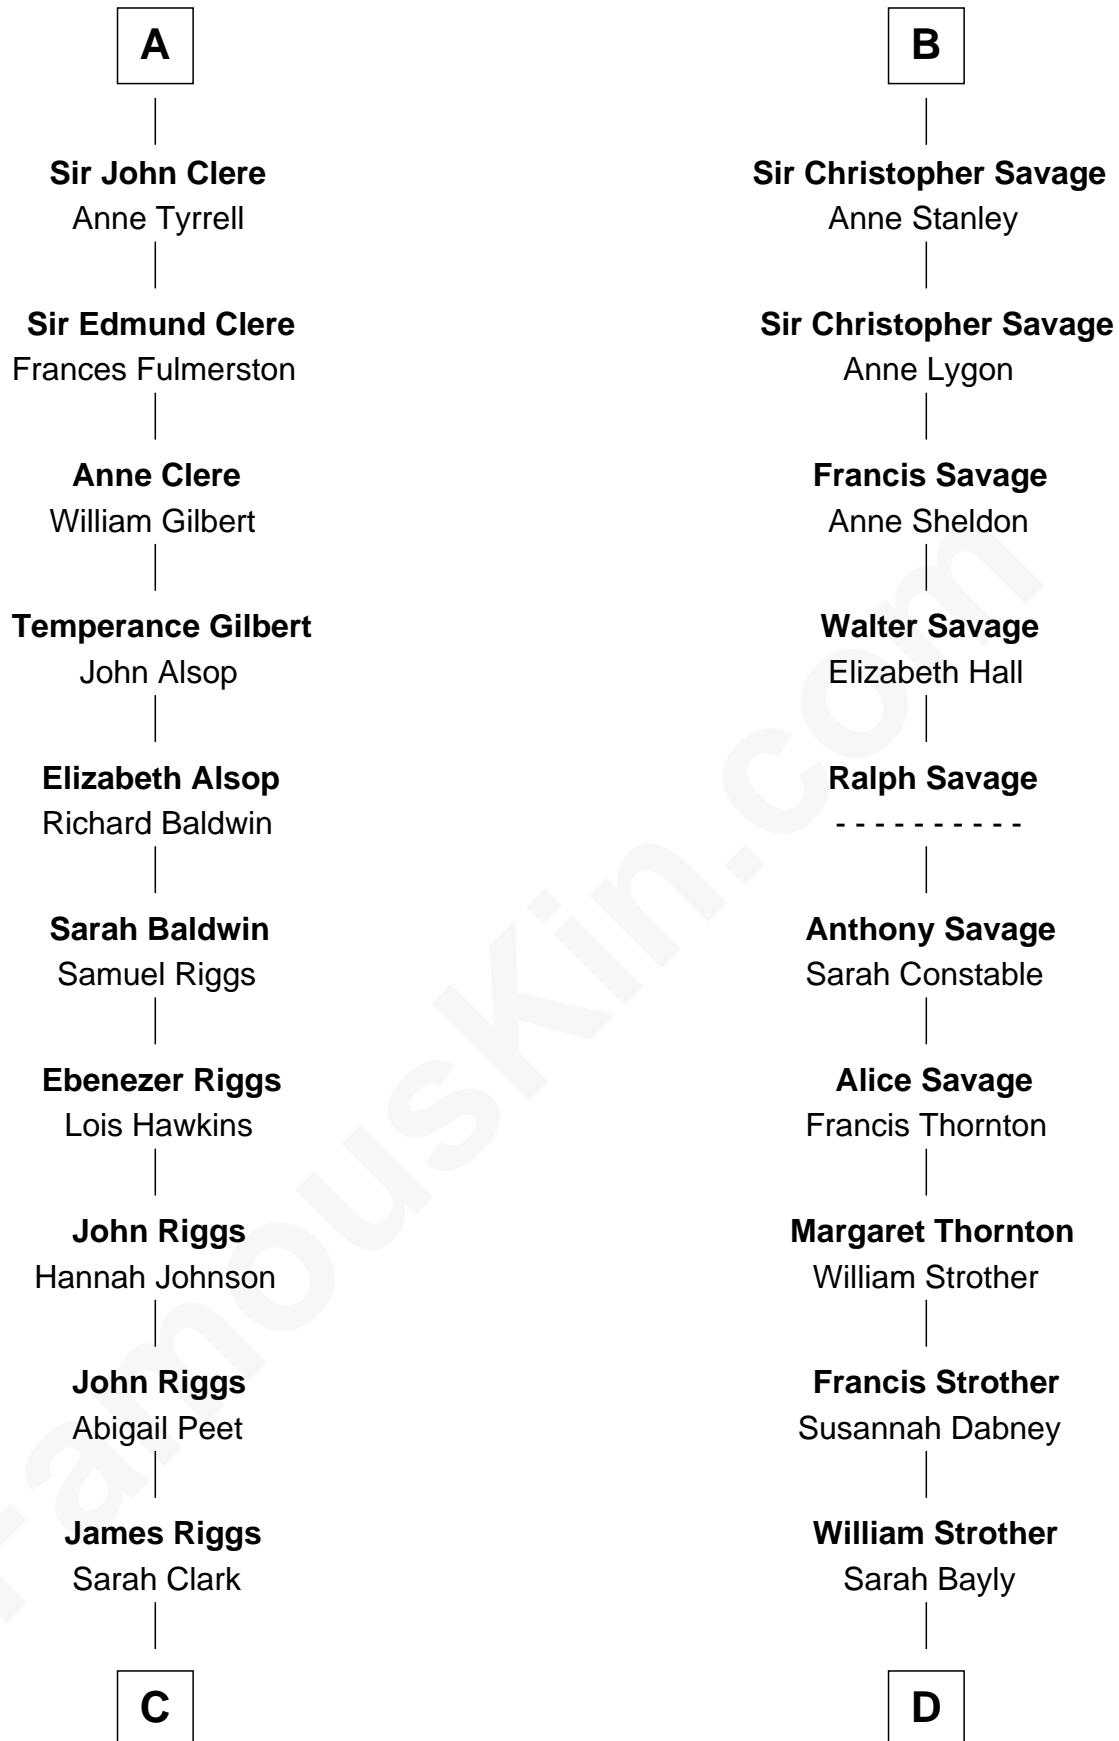 A
Sir John Clere
Anne Tyrrell
Sir Edmund Clere
Frances Fulmerston
Anne Clere
William Gilbert
Temperance Gilbert
John Alsop
Elizabeth Alsop
Richard Baldwin
Sarah Baldwin
Samuel Riggs
Ebenezer Riggs
Lois Hawkins
John Riggs
Hannah Johnson
John Riggs
Abigail Peet
James Riggs
Sarah Clark
C
B
Sir Christopher Savage
Anne Stanley
Sir Christopher Savage
Anne Lygon
Francis Savage
Anne Sheldon
Walter Savage
Elizabeth Hall
Ralph Savage
- - - - - - - - - -
Anthony Savage
Sarah Constable
Alice Savage
Francis Thornton
Margaret Thornton
William Strother
Francis Strother
Susannah Dabney
William Strother
Sarah Bayly
D
FamousKin.com